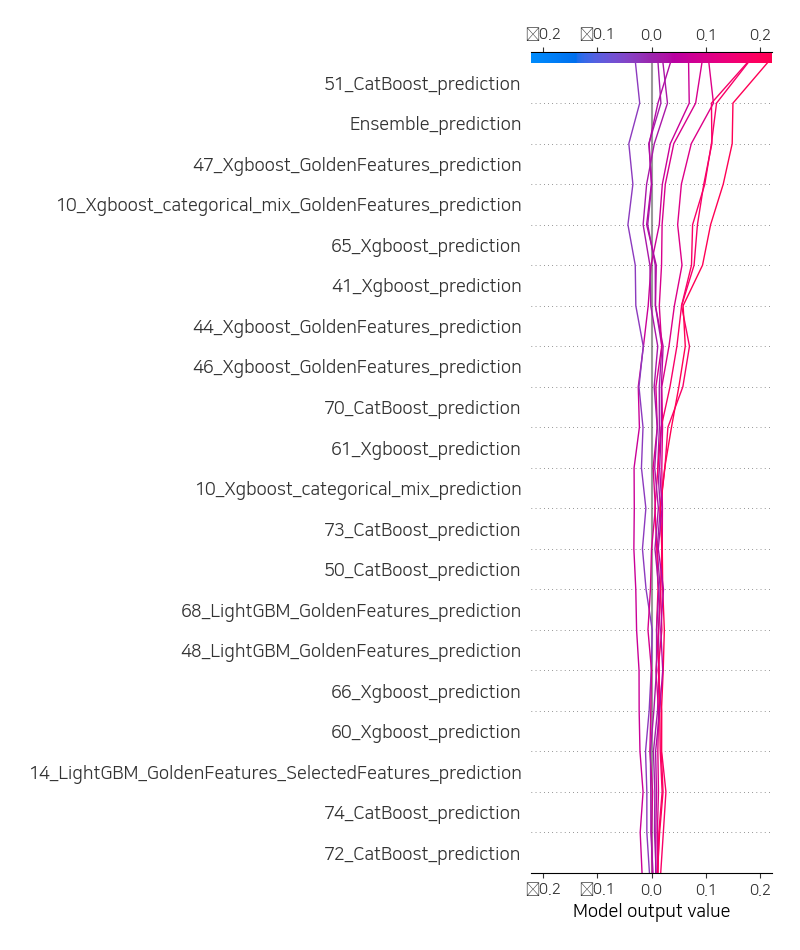 ▯0.2 ▯0.1 0.0 0.1 0.2
51_CatBoost_prediction
Ensemble_prediction
47_Xgboost_GoldenFeatures_prediction
10_Xgboost_categorical_mix_GoldenFeatures_prediction
65_Xgboost_prediction
41_Xgboost_prediction
44_Xgboost_GoldenFeatures_prediction
46_Xgboost_GoldenFeatures_prediction
70_CatBoost_prediction
61_Xgboost_prediction
10_Xgboost_categorical_mix_prediction
73_CatBoost_prediction
50_CatBoost_prediction
68_LightGBM_GoldenFeatures_prediction
48_LightGBM_GoldenFeatures_prediction
66_Xgboost_prediction
60_Xgboost_prediction
14_LightGBM_GoldenFeatures_SelectedFeatures_prediction
74_CatBoost_prediction
72_CatBoost_prediction
▯0.2 ▯0.1 0.0 0.1 0.2
Model output value